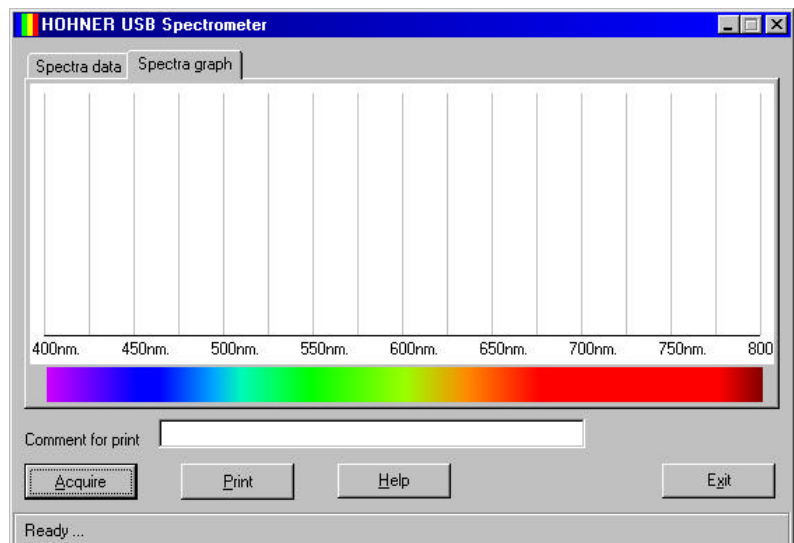 HOHNER USB Spectrometer
Spectra data Spectra graph
400nm. 450nm. 500nm. 550nm. 600nm. 650nm. 700nm. 750nm. 800
Comment for print
Acquire Print Help Exit
Ready ...